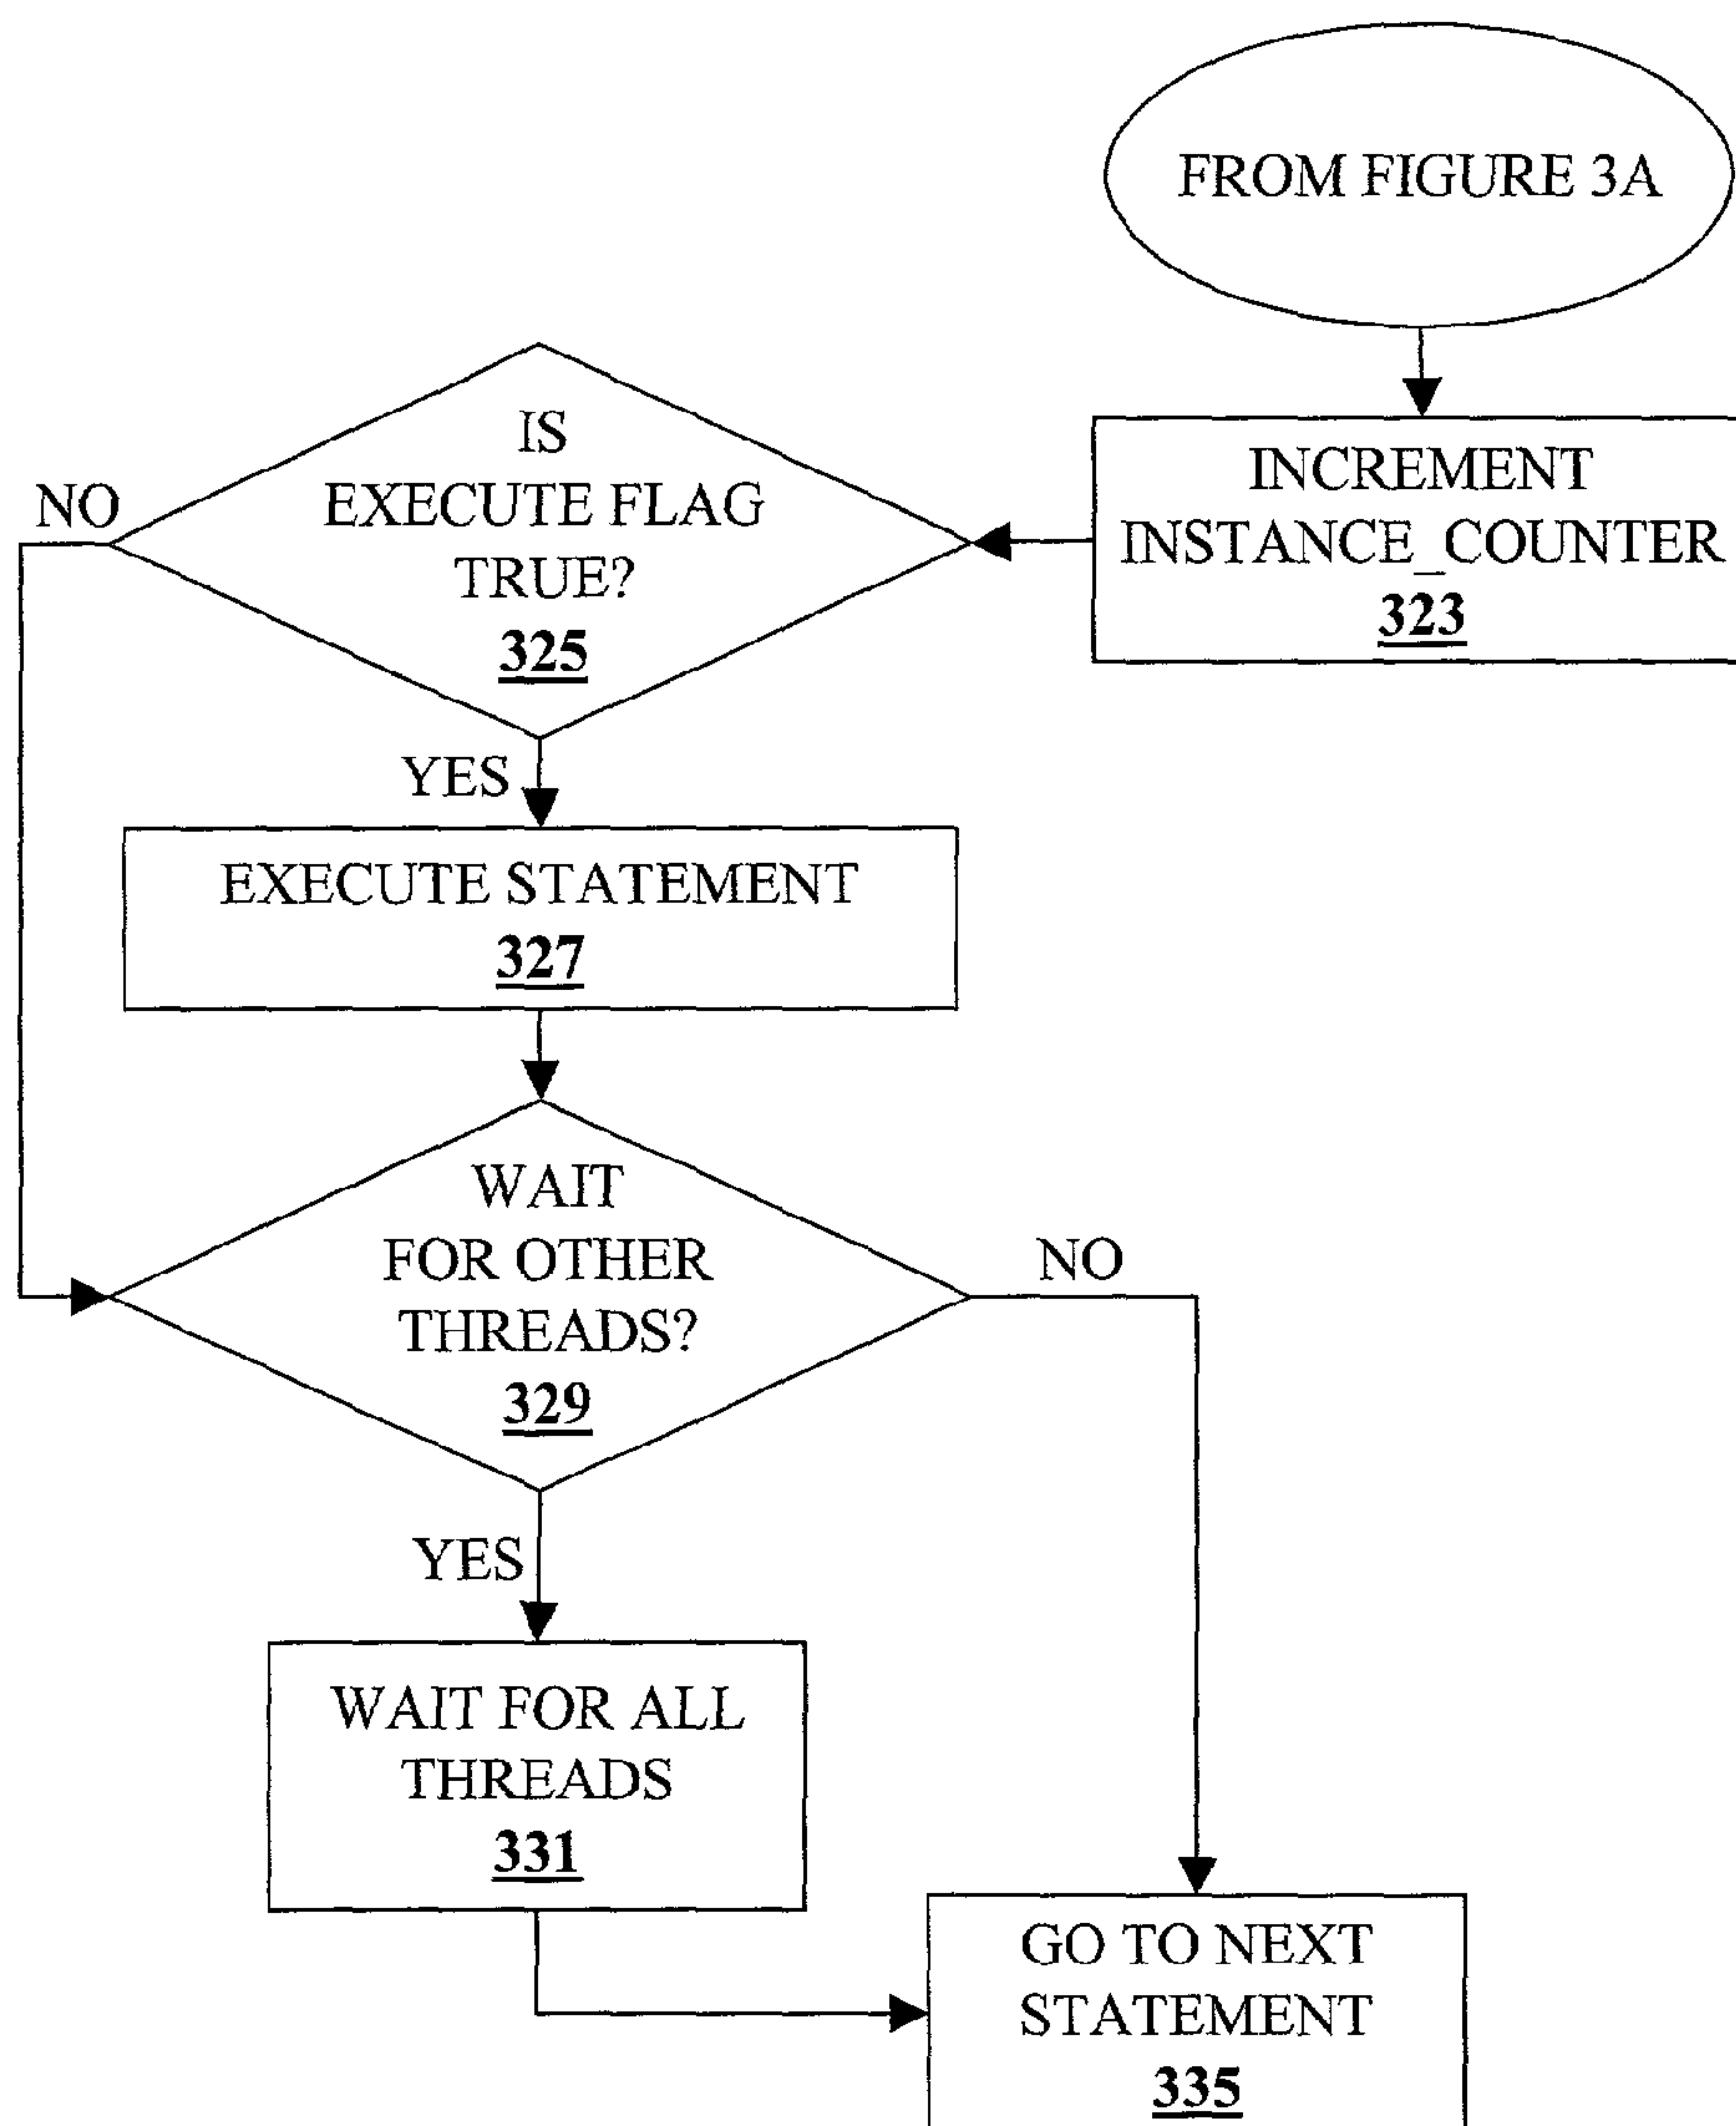 FROM FIGURE 3A
INCREMENT
INSTANCE_COUNTER
323
IS
EXECUTE FLAG
TRUE?
325
NO
YES
EXECUTE STATEMENT
327
WAIT
FOR OTHER
THREADS?
329
NO
YES
WAIT FOR ALL
THREADS
331
GO TO NEXT
STATEMENT
335